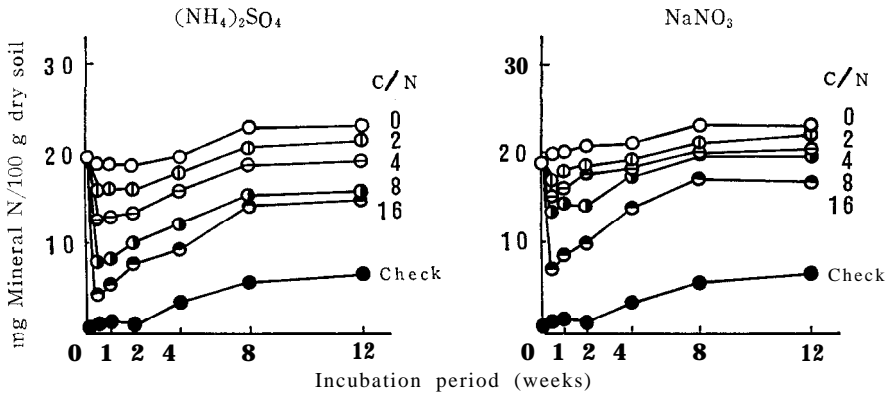 (NH₄)₂SO₄
mg Mineral N/100 g dry soil
30
20
10
0 1 2 4 8 12
C/N
0
2
4
8
16
Check
NaNO₃
30
20
10
0 1 2 4 8 12
C/N
0
2
4
8
16
Check
Incubation period (weeks)